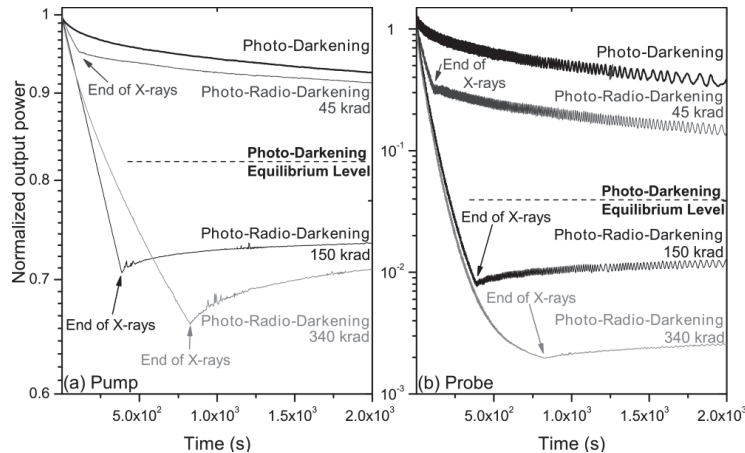 Normalized output power
1
0.9
0.8
0.7
0.6
Photo-Darkening
End of X-rays
Photo-Radio-Darkening
45 krad
Photo-Darkening
Equilibrium Level
Photo-Radio-Darkening
150 krad
End of X-rays
Photo-Radio-Darkening
340 krad
End of X-rays
(a) Pump
5.0x10²
1.0x10³
1.5x10³
2.0x10³
Time (s)
1
10⁻¹
10⁻²
10⁻³
Photo-Darkening
End of
X-rays
Photo-Radio-Darkening
45 krad
Photo-Darkening
Equilibrium Level
End of X-rays
Photo-Radio-Darkening
150 krad
End of X-rays
Photo-Radio-Darkening
340 krad
(b) Probe
5.0x10²
1.0x10³
1.5x10³
2.0x10³
Time (s)